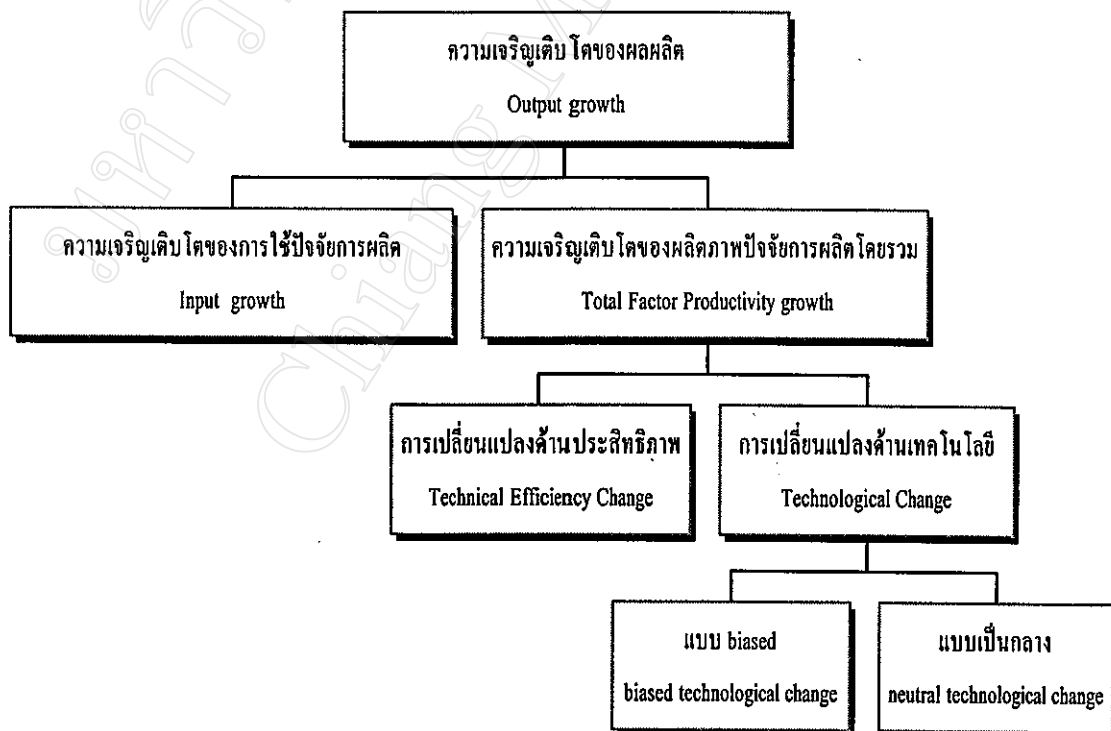 ความเจริญเติบโตของผลผลิต
Output growth
ความเจริญเติบโตของการใช้ปัจจัยการผลิต
Input growth
ความเจริญเติบโตของผลิตภาพปัจจัยการผลิตโดยรวม
Total Factor Productivity growth
การเปลี่ยนแปลงด้านประสิทธิภาพ
Technical Efficiency Change
การเปลี่ยนแปลงด้านเทคโนโลยี
Technological Change
แบบ biased
biased technological change
แบบเป็นกลาง
neutral technological change
Chiang M